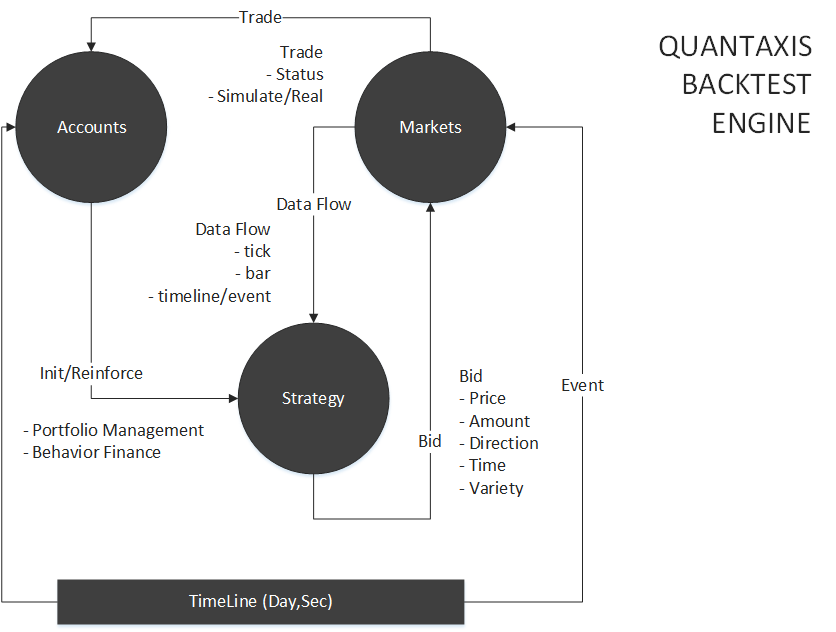 Trade
QUANTAXIS
BACKTEST
ENGINE
Trade
- Status
- Simulate/Real
Accounts
Markets
Data Flow
Data Flow
- tick
- bar
- timeline/event
Init/Reinforce
- Portfolio Management
- Behavior Finance
Strategy
Bid
Bid
- Price
- Amount
- Direction
- Time
- Variety
Event
TimeLine (Day,Sec)